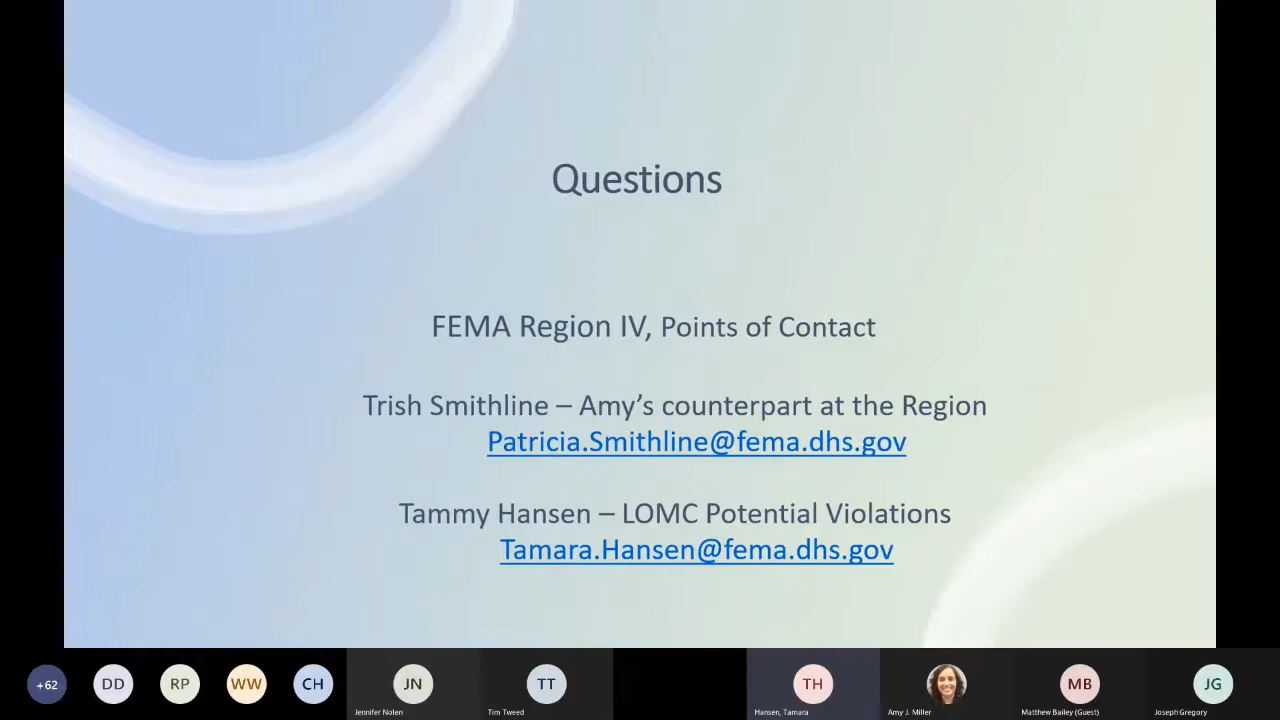 Questions
FEMA Region IV, Points of Contact
Trish Smithline – Amy's counterpart at the Region
Patricia.Smithline@fema.dhs.gov
Tammy Hansen – LOMC Potential Violations
Tamara.Hansen@fema.dhs.gov
+62
DD
RP
WW
CH
JN
TT
TH
MB
JG
Jennifer Nolen
Tim Tweed
Hansen, Tamara
Amy J. Miller
Matthew Bailey (Guest)
Joseph Gregory